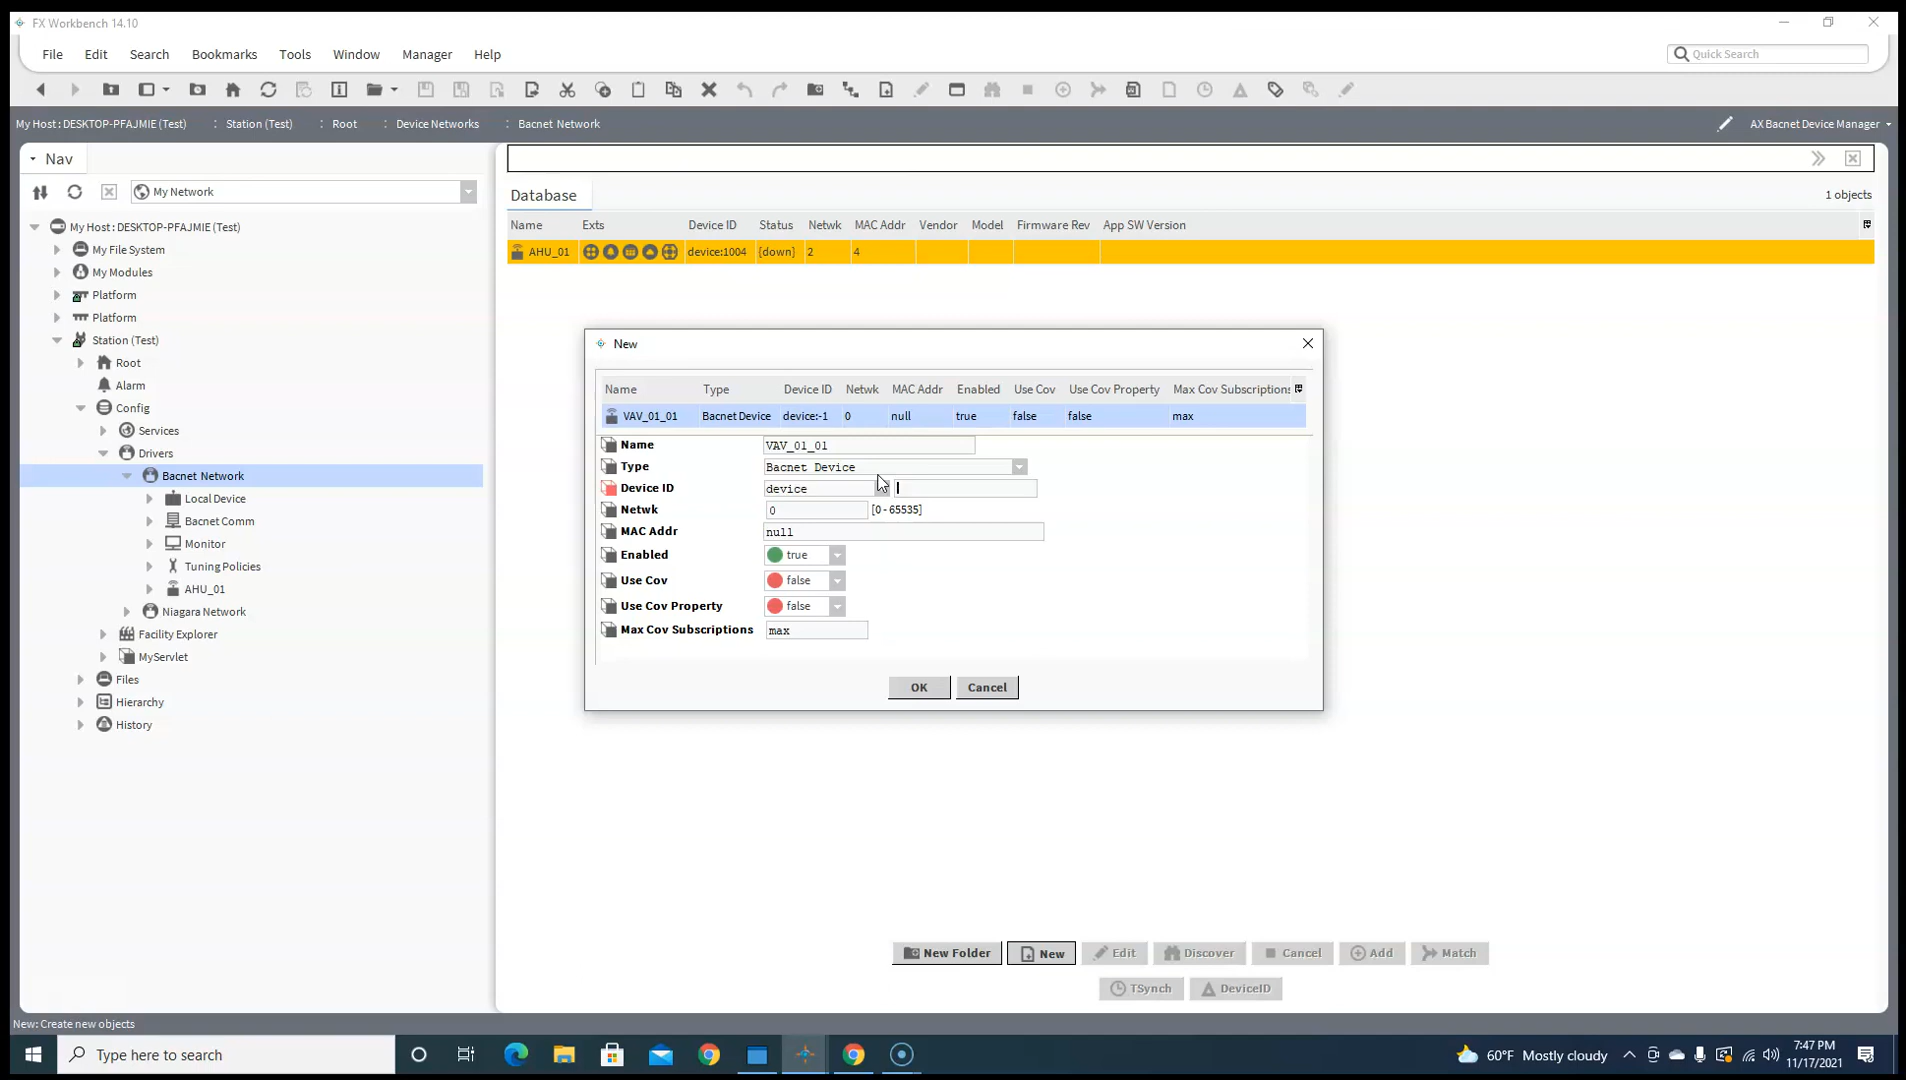 FX Workbench 14.10
File Edit Search Bookmarks Tools Window Manager Help
Quick Search
My Host : DESKTOP-PFAJMIE (Test) : Station (Test) : Root : Device Networks : Bacnet Network
AX Bacnet Device Manager
Nav
My Network
My Host : DESKTOP-PFAJMIE (Test)
My File System
My Modules
Platform
Platform
Station (Test)
Root
Alarm
Config
Services
Drivers
Bacnet Network
Local Device
Bacnet Comm
Monitor
Tuning Policies
AHU_01
Niagara Network
Facility Explorer
MyServlet
Files
Hierarchy
History
Database
1 objects
Name Exts Device ID Status Netwk MAC Addr Vendor Model Firmware Rev App SW Version
AHU_01 device:1004 {down} 2 4
New
Name Type Device ID Netwk MAC Addr Enabled Use Cov Use Cov Property Max Cov Subscriptions
VAV_01_01 Bacnet Device device:-1 0 null true false false max
Name VAV_01_01
Type Bacnet Device
Device ID device
Netwk 0 [0-65535]
MAC Addr null
Enabled true
Use Cov false
Use Cov Property false
Max Cov Subscriptions max
OK Cancel
New Folder New Edit Discover Cancel Add Match
TSynch DeviceID
New: Create new objects
Type here to search
60°F Mostly cloudy
7:47 PM
11/17/2021